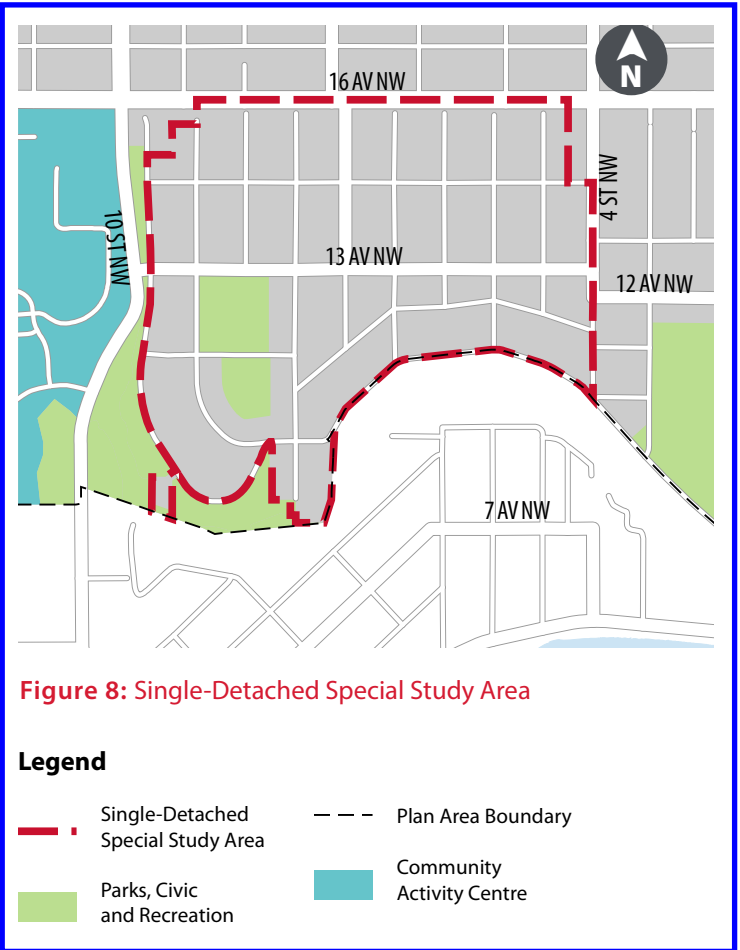 N
16 AV NW
4 ST NW
10 ST NW
13 AV NW
12 AV NW
7 AV NW
Figure 8: Single-Detached Special Study Area
Legend
Single-Detached
Special Study Area
Plan Area Boundary
Parks, Civic
and Recreation
Community
Activity Centre